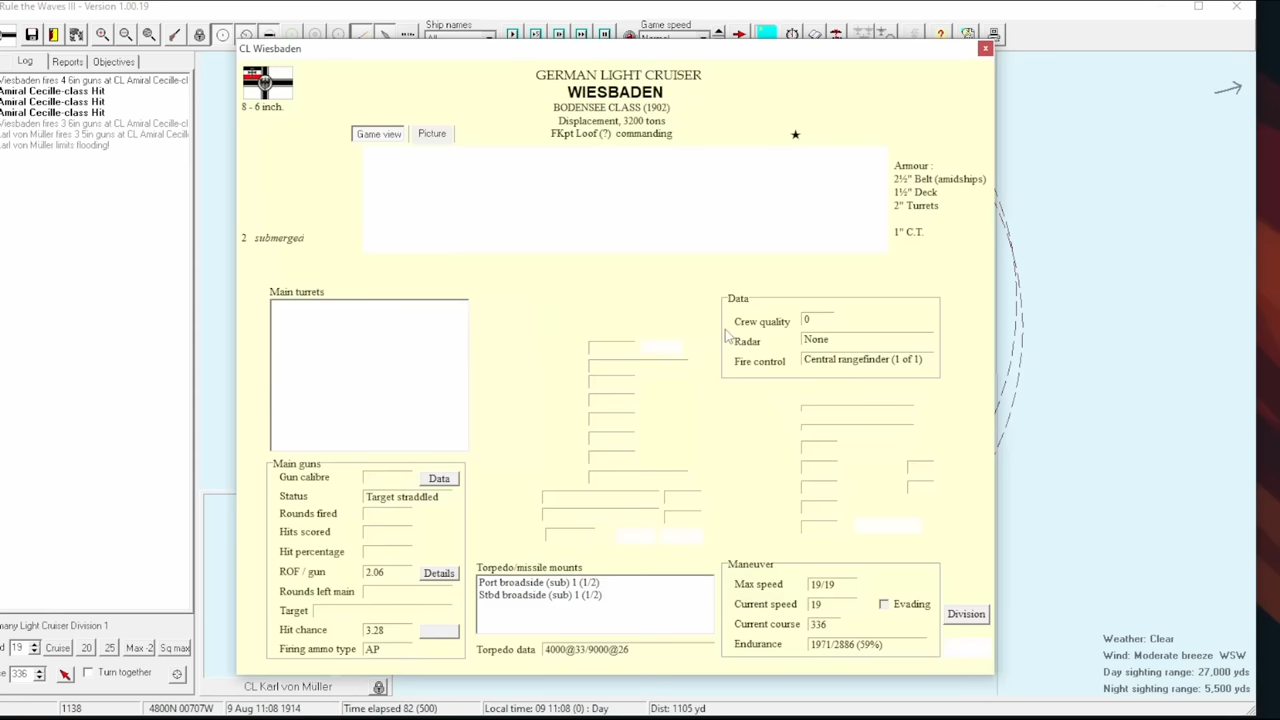 Rule the Waves III - Version 1.00.19
Ship names
Game speed
Log
Reports
Objectives
CL Wiesbaden
Wiesbaden fires 4 6in guns at CL Amiral Cecille-cl
Amiral Cecille-class Hit
Amiral Cecille-class Hit
Amiral Cecille-class Hit
Wiesbaden fires 3 6in guns at CL Amiral Cecille-cl
Karl von Müller fires 3 5in guns at CL Amiral Cecille
Karl von Müller limits flooding!
8 - 6 inch.
GERMAN LIGHT CRUISER
WIESBADEN
BODENSEE CLASS (1902)
Displacement, 3200 tons
FKpt Loof (?) commanding
★
Game view
Picture
Armour :
2½" Belt (amidships)
1½" Deck
2" Turrets
1" C.T.
2 submerged
Main turrets
Data
Crew quality 0
Radar None
Fire control Central rangefinder (1 of 1)
Main guns
Gun calibre
Data
Status Target straddled
Rounds fired
Hits scored
Hit percentage
ROF / gun 2.06 Details
Rounds left main
Target
Hit chance 3.28
Firing ammo type AP
Torpedo/missile mounts
Port broadside (sub) 1 (1/2)
Stbd broadside (sub) 1 (1/2)
Torpedo data 4000@33/9000@26
Maneuver
Max speed 19/19
Current speed 19
Evading
Current course 336
Endurance 1971/2886 (59%)
Division
many Light Cruiser Division 1
19 Cruise 20 25 Max -2 Sq max
336 Turn together
CL Karl von Müller
Weather: Clear
Wind: Moderate breeze WSW
Day sighting range: 27,000 yds
Night sighting range: 5,500 yds
1138
4800N 00707W
9 Aug 11:08 1914
Time elapsed 82 (500)
Local time: 09 11:08 (0) : Day
Dist: 1105 yd